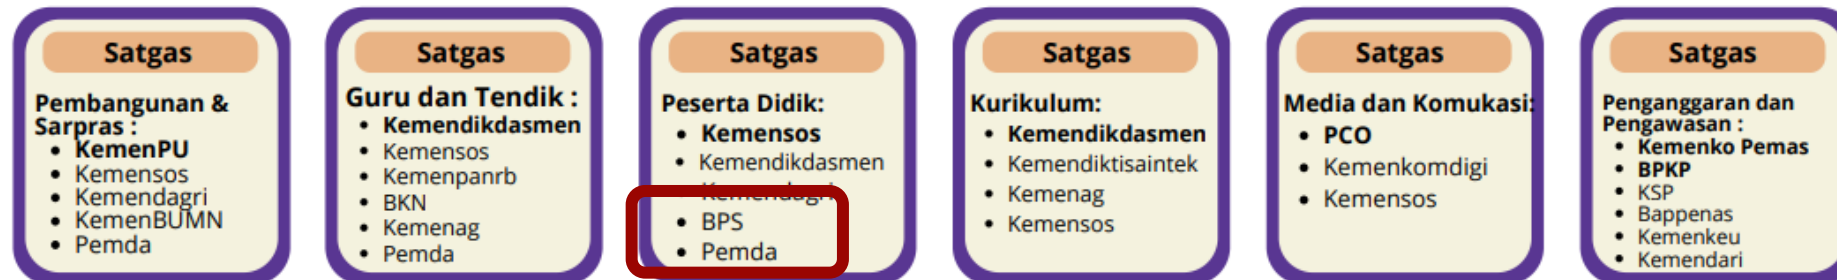 Satgas
Pembangunan &
Sarpras :
• KemenPU
• Kemensos
• Kemendagri
• KemenBUMN
• Pemda
Satgas
Guru dan Tendik :
• Kemendikdasmen
• Kemensos
• Kemenpanrb
• BKN
• Kemenag
• Pemda
Satgas
Peserta Didik:
• Kemensos
• Kemendikdasmen
• Kemendagri
• BPS
• Pemda
Satgas
Kurikulum:
• Kemendikdasmen
• Kemendiktisaintek
• Kemenag
• Kemensos
Satgas
Media dan Komukasi:
• PCO
• Kemenkomdigi
• Kemensos
Satgas
Penganggaran dan
Pengawasan :
• Kemenko Pemas
• BPKP
• KSP
• Bappenas
• Kemenkeu
• Kemendari